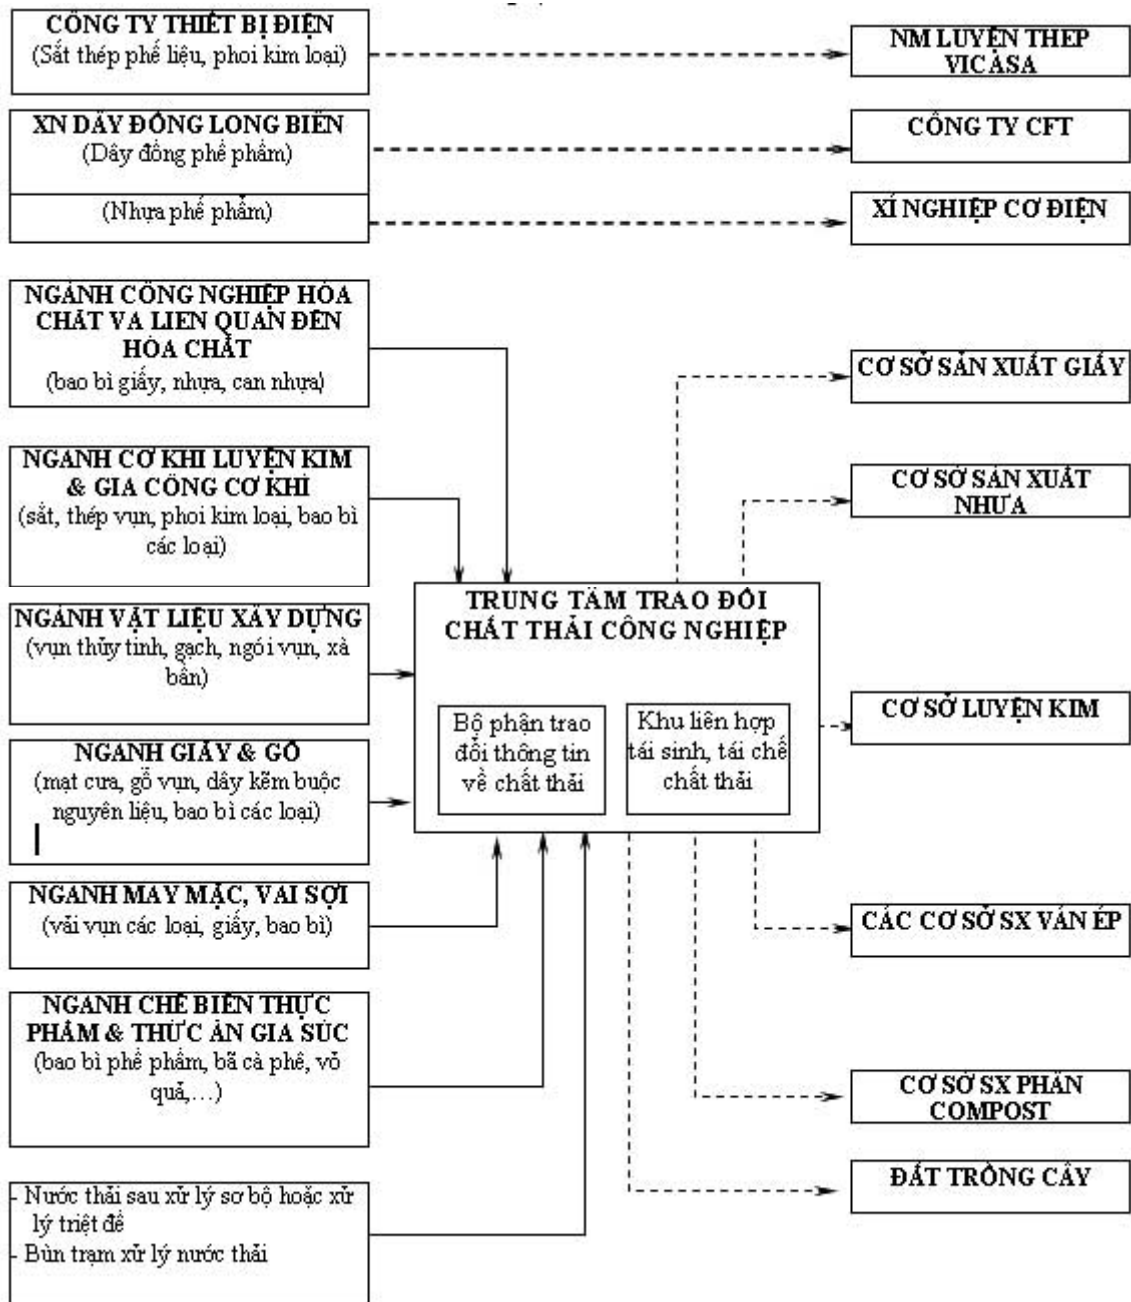 CÔNG TY THIẾT BỊ ĐIỆN
(Sắt thép phế liệu, phoi kim loại)
XN DÂY ĐỒNG LONG BIÊN
(Dây đồng phế phẩm)
(Nhựa phế phẩm)
NGÀNH CÔNG NGHIỆP HÓA
CHẤT VA LIEN QUAN ĐẾN
HÓA CHẤT
(bao bì giấy, nhựa, can nhựa)
NGANH CƠ KHI LUYỆN KIM
& GIA CÔNG CƠ KHÍ
(sắt, thép vụn, phoi kim loại, bao bì
các loại)
NGÀNH VẬT LIỆU XÂY DỰNG
(vụn thủy tinh, gạch, ngói vụn, xà
bần)
NGANH GIẤY & GỖ
(mạt cưa, gỗ vụn, dây kẽm buộc
nguyên liệu, bao bì các loại)
NGANH MAY MẶC, VAI SỢI
(vải vụn các loại, giấy, bao bì)
NGANH CHẾ BIẾN THỰC
PHẨM & THỨC ĂN GIA SÚC
(bao bì phế phẩm, bã cà phê, vỏ
quả,…)
- Nước thải sau xử lý sơ bộ hoặc xử
lý triệt để
- Bùn trạm xử lý nước thải
TRUNG TÂM TRAO ĐỔI
CHẤT THẢI CÔNG NGHIỆP
Bộ phận trao
đổi thông tin
về chất thải
Khu liên hợp
tái sinh, tái chế
chất thải
NM LUYỆN THEP
VICASA
CÔNG TY CFT
XÍ NGHIỆP CƠ ĐIỆN
CƠ SỞ SẢN XUẤT GIẤY
CƠ SỞ SẢN XUẤT
NHỰA
CƠ SỞ LUYỆN KIM
CÁC CƠ SỞ SX VÁN ÉP
CƠ SỞ SX PHÂN
COMPOST
ĐẤT TRỒNG CÂY